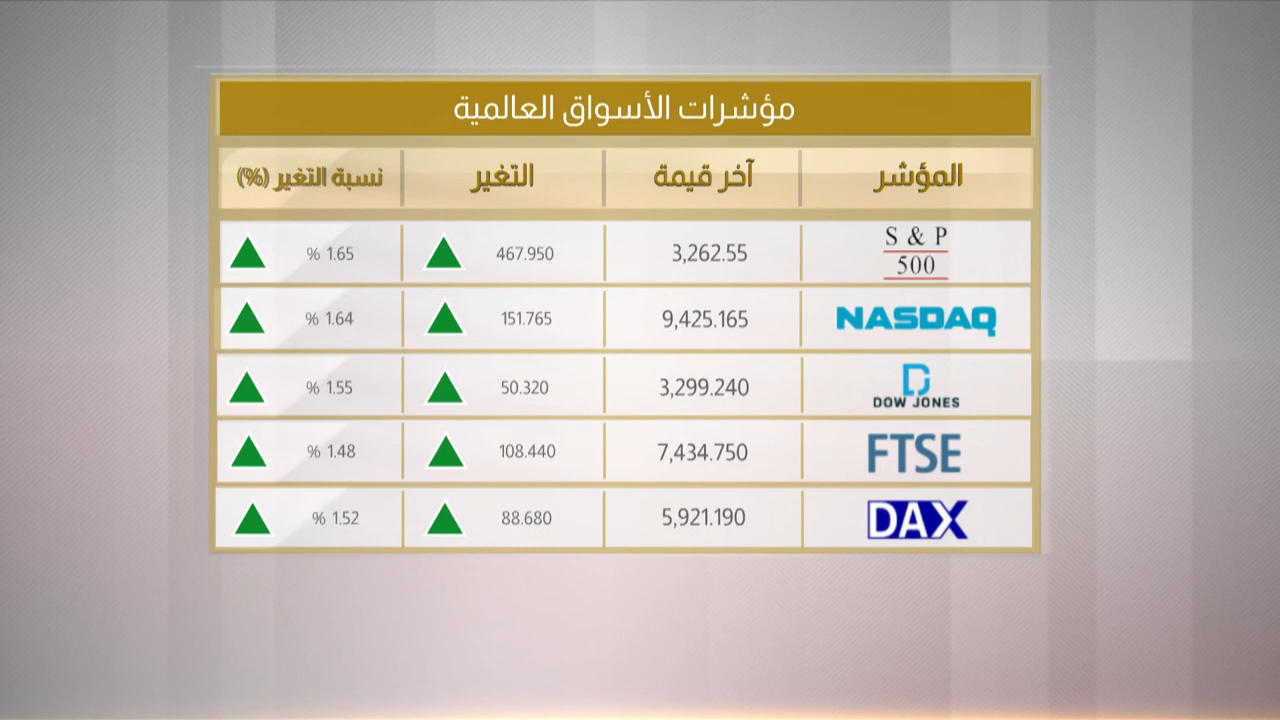 مؤشرات الأسواق العالمية
المؤشر آخر قيمة التغير نسبة التغير (%)
S & P
500 3,262.55 467.950 % 1.65
NASDAQ 9,425.165 151.765 % 1.64
DOW JONES 3,299.240 50.320 % 1.55
FTSE 7,434.750 108.440 % 1.48
DAX 5,921.190 88.680 % 1.52